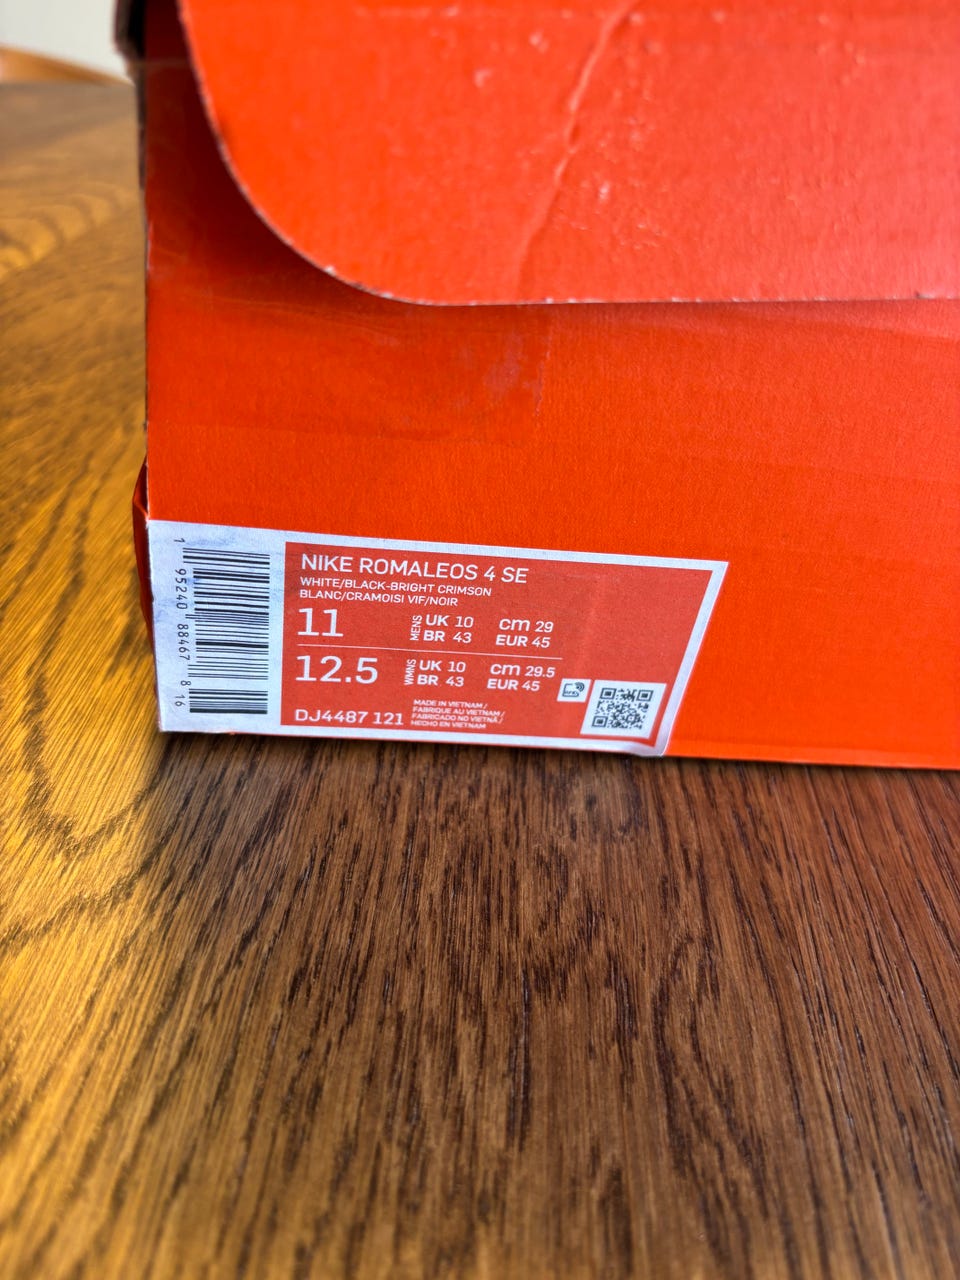 1 95240 88467 8 16
NIKE ROMALEOS 4 SE
WHITE/BLACK-BRIGHT CRIMSON
BLANC/CRAMOISI VIF/NOIR
11 MENS UK 10 cm 29
BR 43 EUR 45
12.5 WMNS UK 10 cm 29.5
BR 43 EUR 45
DJ4487 121
MADE IN VIETNAM /
FABRIQUE AU VIETNAM /
FABRICADO NO VIETNÃ /
HECHO EN VIETNAM